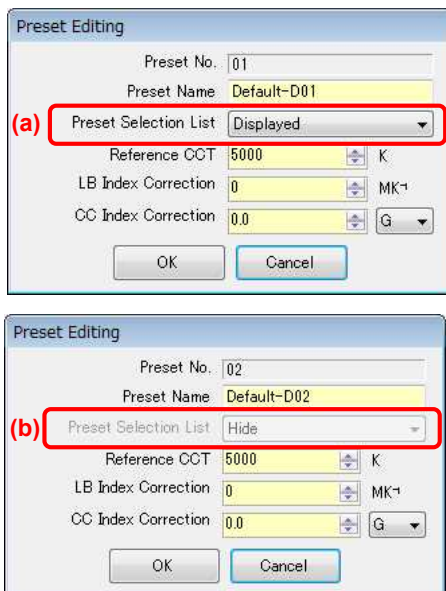 Preset Editing
Preset No. 01
Preset Name Default-D01
(a) Preset Selection List Displayed
Reference CCT 5000 K
LB Index Correction 0 MK⁻¹
CC Index Correction 0.0 G
OK Cancel
Preset Editing
Preset No. 02
Preset Name Default-D02
(b) Preset Selection List Hide
Reference CCT 5000 K
LB Index Correction 0 MK⁻¹
CC Index Correction 0.0 G
OK Cancel